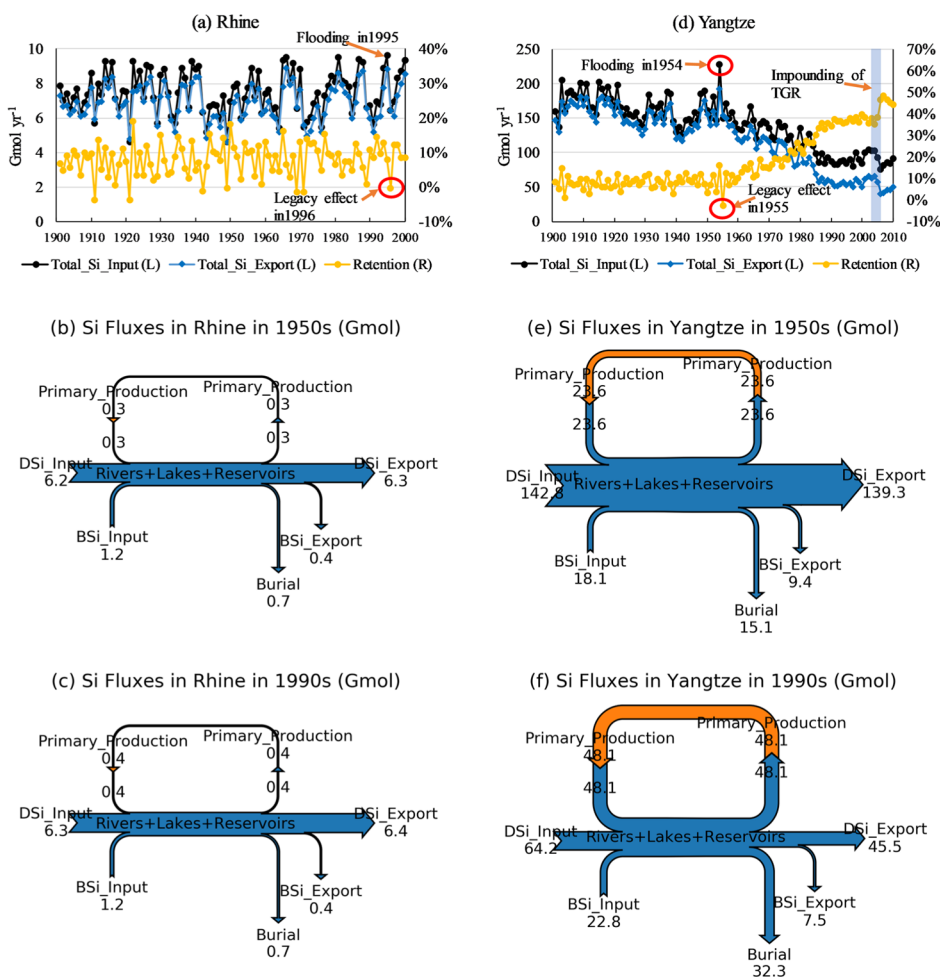 (a) Rhine
Flooding in1995
Gmol yr⁻¹
10
8
6
4
2
0
40%
30%
20%
10%
0%
-10%
Legacy effect
in1996
1900 1910 1920 1930 1940 1950 1960 1970 1980 1990 2000
Total_Si_Input (L) Total_Si_Export (L) Retention (R)
(d) Yangtze
Flooding in1954
Impounding of
TGR
Gmol yr⁻¹
250
200
150
100
50
0
70%
60%
50%
40%
30%
20%
10%
0%
-10%
Legacy effect
in1955
1900 1910 1920 1930 1940 1950 1960 1970 1980 1990 2000 2010
Total_Si_Input (L) Total_Si_Export (L) Retention (R)
(b) Si Fluxes in Rhine in 1950s (Gmol)
Primary_Production
0.3
Primary_Production
0.3
0.3
0.3
DSi_Input
6.2
Rivers+Lakes+Reservoirs
DSi_Export
6.3
BSi_Input
1.2
BSi_Export
0.4
Burial
0.7
(e) Si Fluxes in Yangtze in 1950s (Gmol)
Primary_Production
23.6
Primary_Production
23.6
23.6
23.6
DSi_Input
142.8
Rivers+Lakes+Reservoirs
DSi_Export
139.3
BSi_Input
18.1
BSi_Export
9.4
Burial
15.1
(c) Si Fluxes in Rhine in 1990s (Gmol)
Primary_Production
0.4
Primary_Production
0.4
0.4
0.4
DSi_Input
6.3
Rivers+Lakes+Reservoirs
DSi_Export
6.4
BSi_Input
1.2
BSi_Export
0.4
Burial
0.7
(f) Si Fluxes in Yangtze in 1990s (Gmol)
Primary_Production
48.1
Primary_Production
48.1
48.1
48.1
DSi_Input
64.2
Rivers+Lakes+Reservoirs
DSi_Export
45.5
BSi_Input
22.8
BSi_Export
7.5
Burial
32.3